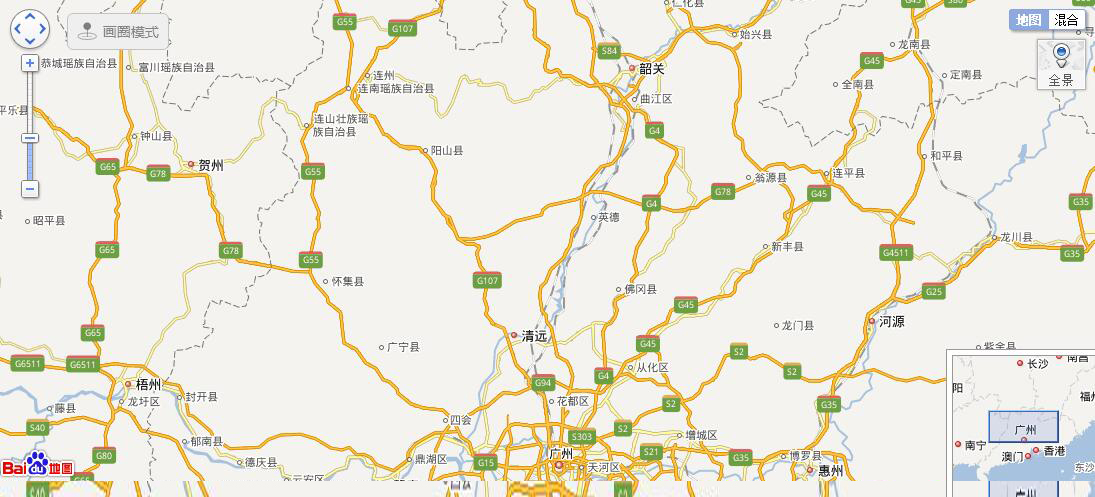 仁化县
G55
G107
G45
S80
画圈模式
地图 混合
始兴县
龙南县
S84
恭城瑶族自治县
富川瑶族自治县
连州
韶关
G45
定南县
全景
连南瑶族自治县
全南县
曲江区
平乐县
连山壮族瑶
族自治县
钟山县
G4
阳山县
和平县
贺州
G65
G78
G55
翁源县
连平县
G78
G45
G4
G35
昭平县
英德
龙川县
新丰县
G65
G78
G55
G4511
G35
G107
怀集县
佛冈县
G25
G45
河源
龙门县
G65
清远
广宁县
G45
紫金县
S2
G6511
G6511
从化区
S2
长沙
南昌
G94
G4
梧州
阳
福州
封开县
龙圩区
花都区
S2
G35
藤县
四会
S40
S303
S2
增城区
广州
郁南县
南宁
香港
澳门
G80
德庆县
鼎湖区
G15
广州
S21
G35
博罗县
天河区
惠州
Bai 地图
云安区
东沙